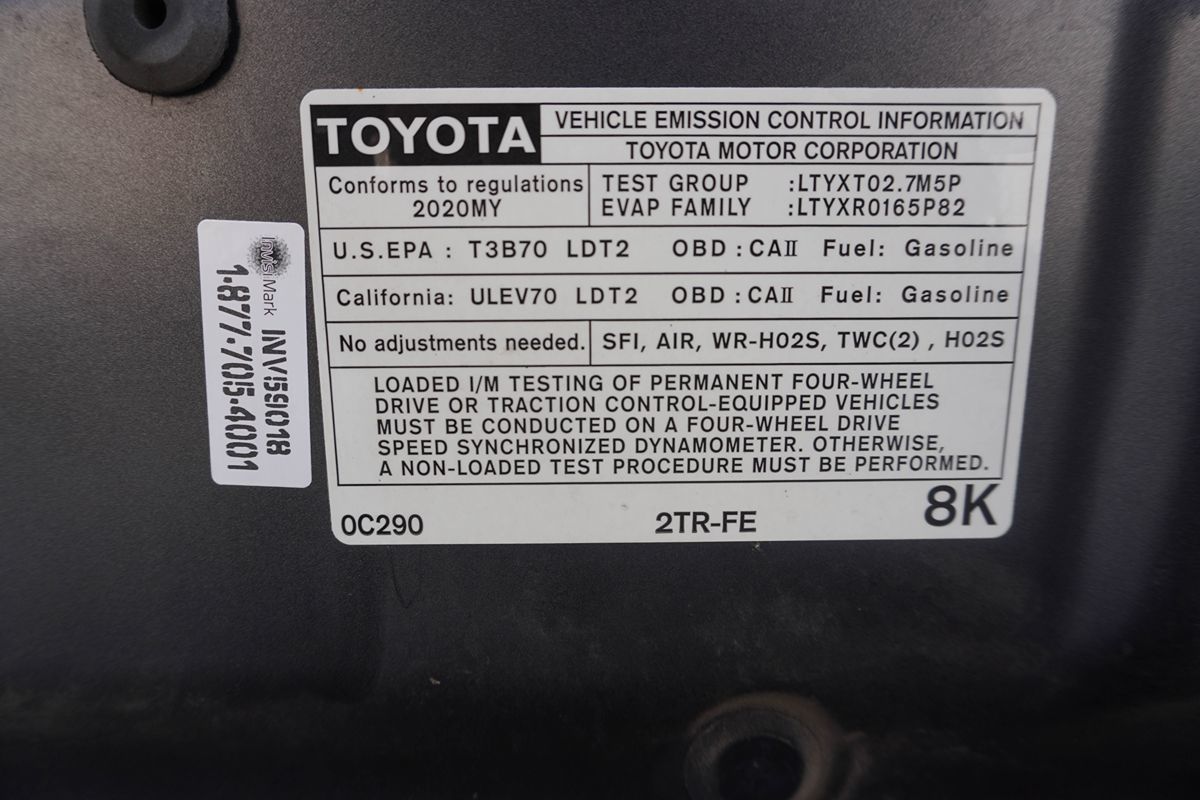 TOYOTA
VEHICLE EMISSION CONTROL INFORMATION
TOYOTA MOTOR CORPORATION
Conforms to regulations
2020MY
TEST GROUP :LTYXT02.7M5P
EVAP FAMILY :LTYXR0165P82
U.S.EPA : T3B70 LDT2 OBD : CAII Fuel: Gasoline
California: ULEV70 LDT2 OBD : CAII Fuel: Gasoline
No adjustments needed.
SFI, AIR, WR-HO2S, TWC(2) , HO2S
LOADED I/M TESTING OF PERMANENT FOUR-WHEEL
DRIVE OR TRACTION CONTROL-EQUIPPED VEHICLES
MUST BE CONDUCTED ON A FOUR-WHEEL DRIVE
SPEED SYNCHRONIZED DYNAMOMETER. OTHERWISE,
A NON-LOADED TEST PROCEDURE MUST BE PERFORMED.
0C290
2TR-FE
8K
InvisiMark
INV159018
1-877-705-4001